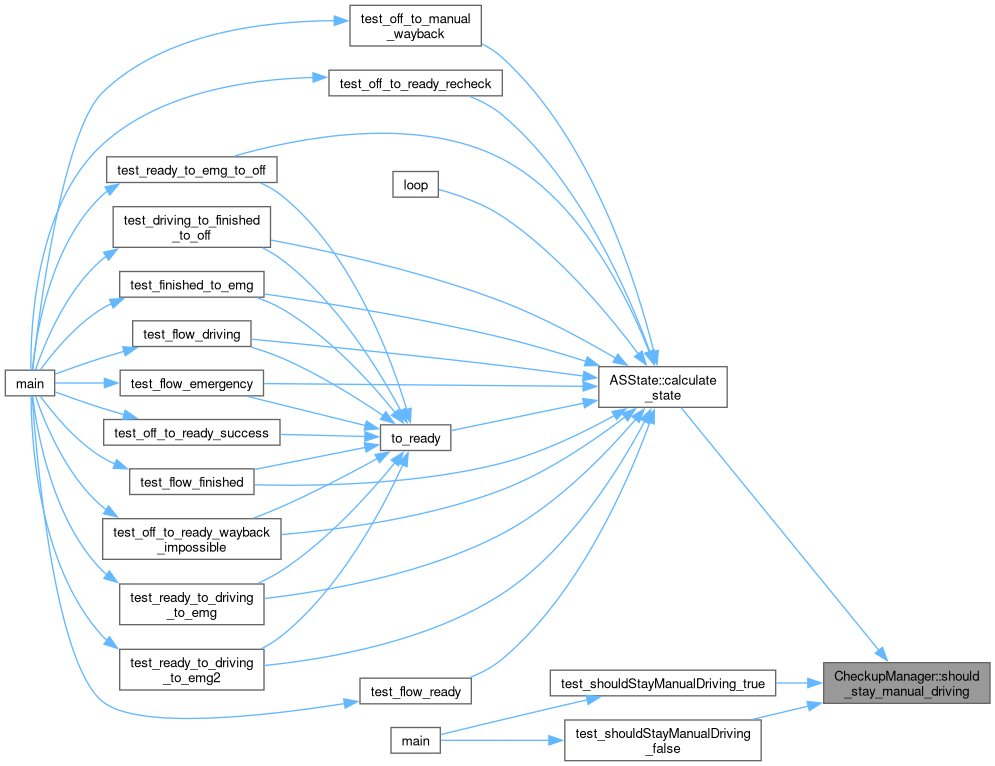 test_off_to_manual
_wayback
test_off_to_ready_recheck
test_ready_to_emg_to_off
loop
test_driving_to_finished
_to_off
test_finished_to_emg
test_flow_driving
main
test_flow_emergency
ASState::calculate
_state
test_off_to_ready_success
to_ready
test_flow_finished
test_off_to_ready_wayback
_impossible
test_ready_to_driving
_to_emg
test_ready_to_driving
_to_emg2
test_flow_ready
test_shouldStayManualDriving_true
CheckupManager::should
_stay_manual_driving
main
test_shouldStayManualDriving
_false